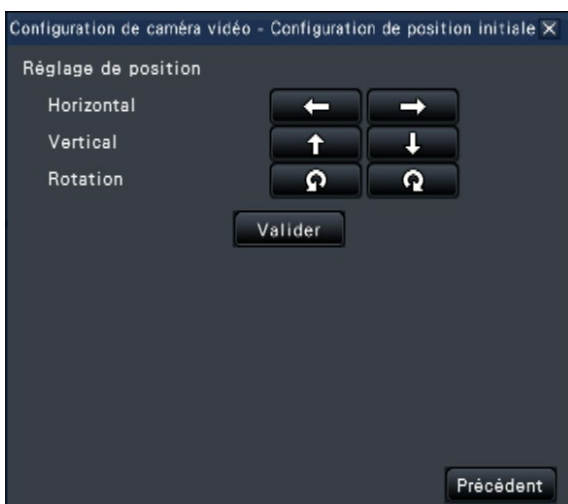 Configuration de caméra vidéo - Configuration de position initiale
Réglage de position
Horizontal
Vertical
Rotation
Valider
Précédent